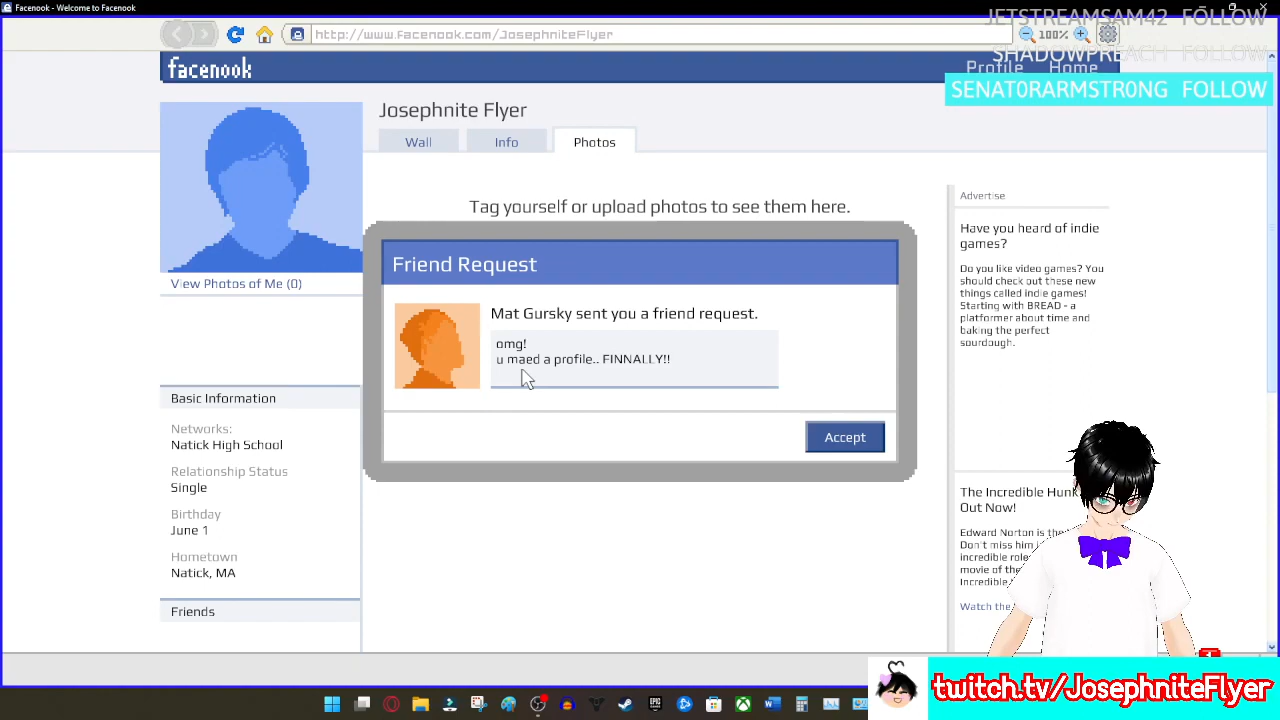 Facenook - Welcome to Facenook
JETSTREAMSAM42 FOLLOW
http://www.facenook.com/JosephniteFlyer
100%
SHADOWPREACH FOLLOW
facenook
Profile
Home
SENAT0RARMSTR0NG FOLLOW
Josephnite Flyer
Wall
Info
Photos
Tag yourself or upload photos to see them here.
View Photos of Me (0)
Friend Request
Mat Gursky sent you a friend request.
omg!
u maed a profile.. FINNALLY!!
Accept
Basic Information
Networks:
Natick High School
Relationship Status
Single
Birthday
June 1
Hometown
Natick, MA
Friends
Advertise
Have you heard of indie
games?
Do you like video games? You
should check out these new
things called indie games!
Starting with BREAD - a
platformer about time and
baking the perfect
sourdough.
The Incredible Hunk
Out Now!
Edward Norton is the
Don't miss him i
incredible role
movie of the
Incredible
Watch the
twitch.tv/JosephniteFlyer